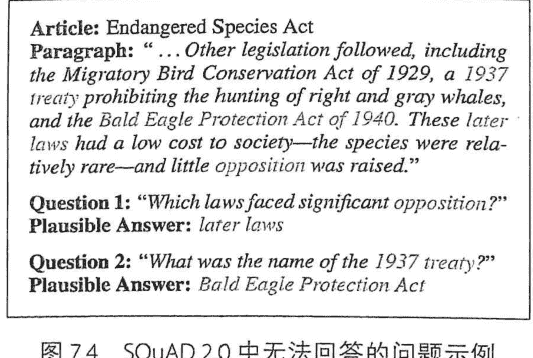 Article: Endangered Species Act
Paragraph: “ … Other legislation followed, including
the Migratory Bird Conservation Act of 1929, a 1937
treaty prohibiting the hunting of right and gray whales,
and the Bald Eagle Protection Act of 1940. These later
laws had a low cost to society—the species were rela-
tively rare—and little opposition was raised.”
Question 1: “Which laws faced significant opposition?”
Plausible Answer: later laws
Question 2: “What was the name of the 1937 treaty?”
Plausible Answer: Bald Eagle Protection Act
图 7.4 SQuAD 2.0 中无法回答的问题示例